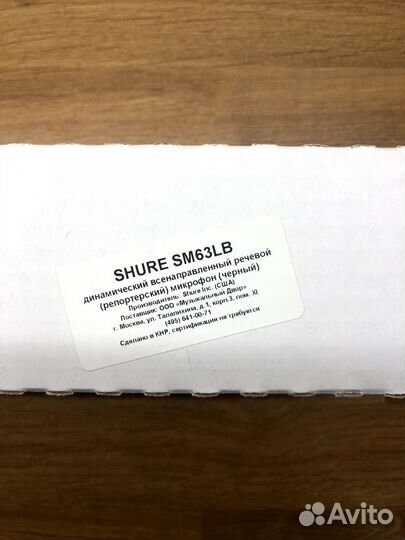 SHURE SM63LB
динамический всенаправленный речевой
(репортерский) микрофон (черный)
Производитель: Shure Inc. (США)
Поставщик: ООО «Музыкальный Двор»
г. Москва, ул. Талалихина, д.1, корп.3, пом. XI
(495) 641-00-71
Сделано в КНР, сертификации не требуется
Avito